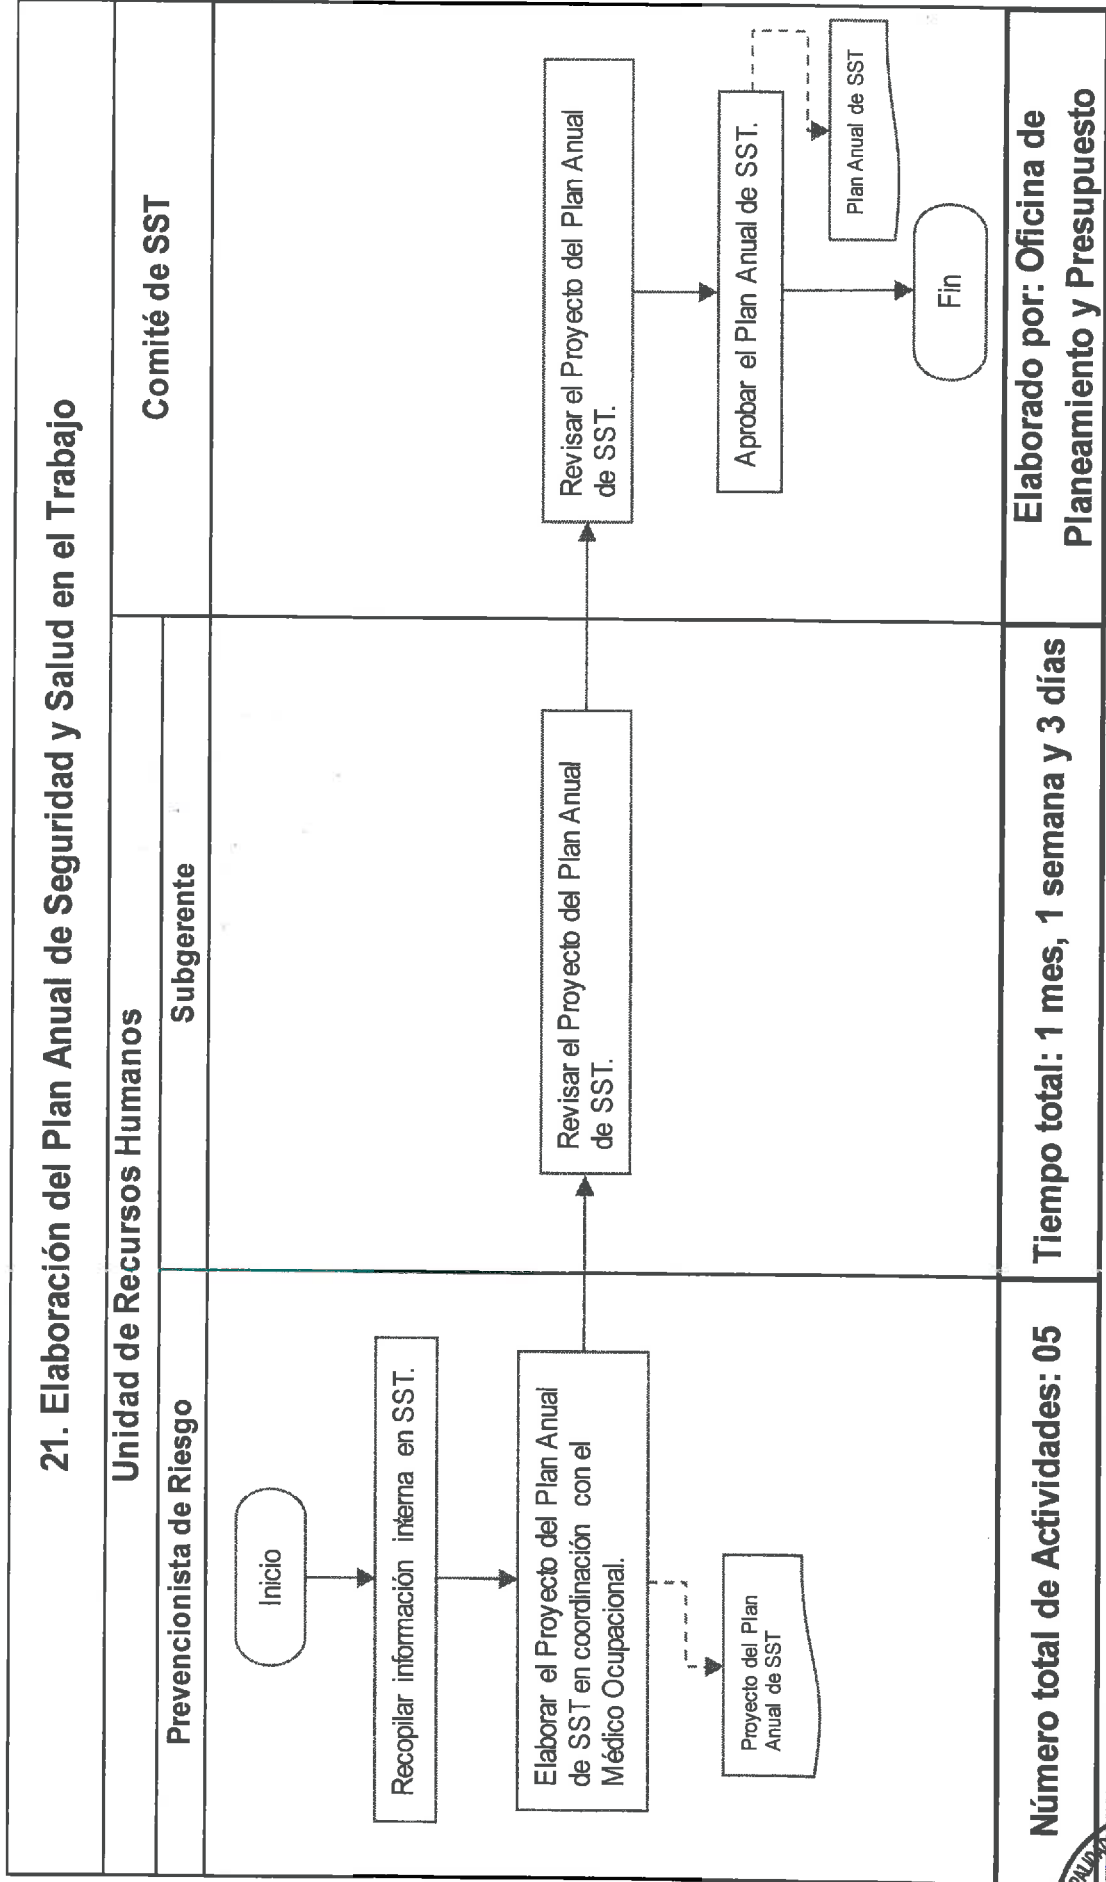 21. Elaboración del Plan Anual de Seguridad y Salud en el Trabajo
Unidad de Recursos Humanos
Comité de SST
Prevencionista de Riesgo
Subgerente
Inicio
Recopilar información interna en SST.
Elaborar el Proyecto del Plan Anual
de SST en coordinación con el
Médico Ocupacional.
Proyecto del Plan
Anual de SST
Revisar el Proyecto del Plan Anual
de SST.
Revisar el Proyecto del Plan Anual
de SST.
Aprobar el Plan Anual de SST.
Plan Anual de SST
Fin
Número total de Actividades: 05
Tiempo total: 1 mes, 1 semana y 3 días
Elaborado por: Oficina de
Planeamiento y Presupuesto